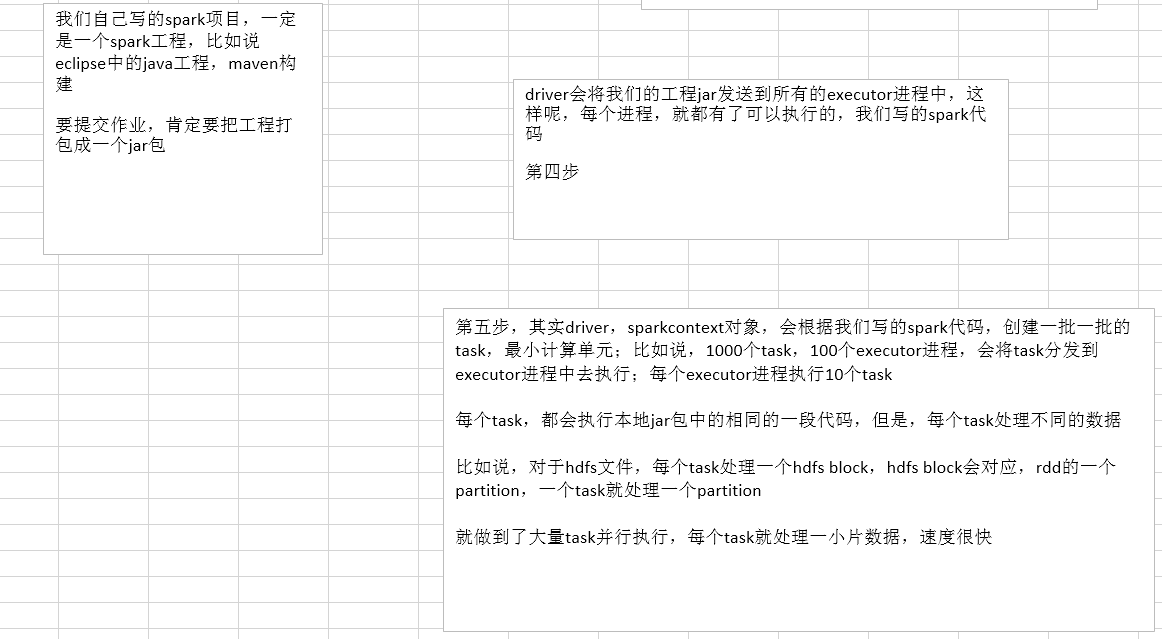 我们自己写的spark项目，一定
是一个spark工程，比如说
eclipse中的java工程，maven构
建
要提交作业，肯定要把工程打
包成一个jar包
driver会将我们的工程jar发送到所有的executor进程中，这
样呢，每个进程，就都有了可以执行的，我们写的spark代
码
第四步
第五步，其实driver，sparkcontext对象，会根据我们写的spark代码，创建一批一批的
task，最小计算单元；比如说，1000个task，100个executor进程，会将task分发到
executor进程中去执行；每个executor进程执行10个task
每个task，都会执行本地jar包中的相同的一段代码，但是，每个task处理不同的数据
比如说，对于hdfs文件，每个task处理一个hdfs block，hdfs block会对应，rdd的一个
partition，一个task就处理一个partition
就做到了大量task并行执行，每个task就处理一小片数据，速度很快